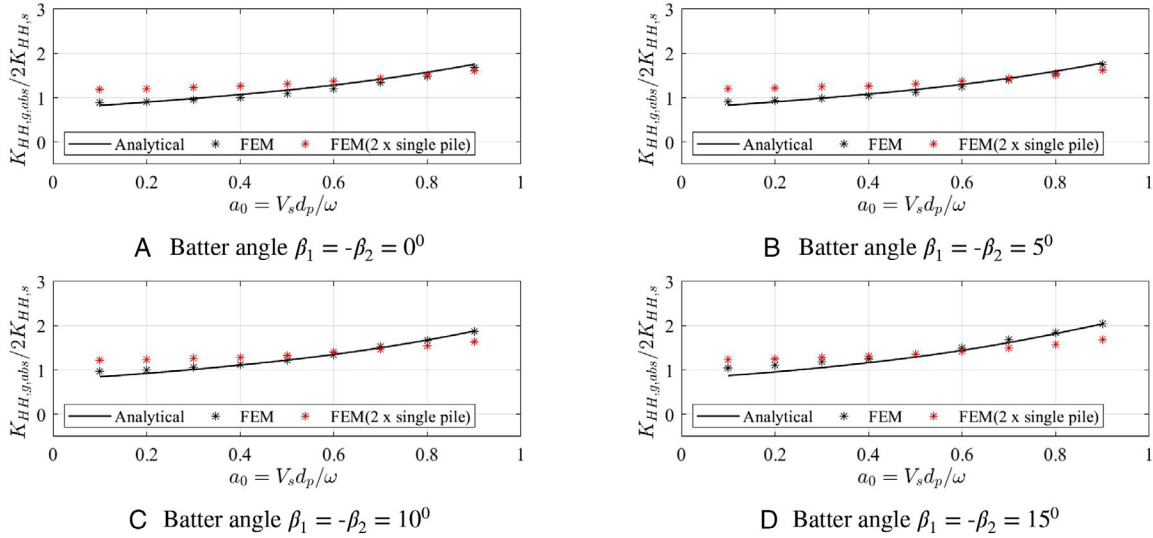 3
2
1
0
K_{HH,g,abs}/2K_{HH,s}
Analytical FEM FEM(2 x single pile)
0 0.2 0.4 0.6 0.8 1
a_0 = V_s d_p/ω
A Batter angle β_1 = -β_2 = 0^0
3
2
1
0
K_{HH,g,abs}/2K_{HH,s}
Analytical FEM FEM(2 x single pile)
0 0.2 0.4 0.6 0.8 1
a_0 = V_s d_p/ω
B Batter angle β_1 = -β_2 = 5^0
3
2
1
0
K_{HH,g,abs}/2K_{HH,s}
Analytical FEM FEM(2 x single pile)
0 0.2 0.4 0.6 0.8 1
a_0 = V_s d_p/ω
C Batter angle β_1 = -β_2 = 10^0
3
2
1
0
K_{HH,g,abs}/2K_{HH,s}
Analytical FEM FEM(2 x single pile)
0 0.2 0.4 0.6 0.8 1
a_0 = V_s d_p/ω
D Batter angle β_1 = -β_2 = 15^0